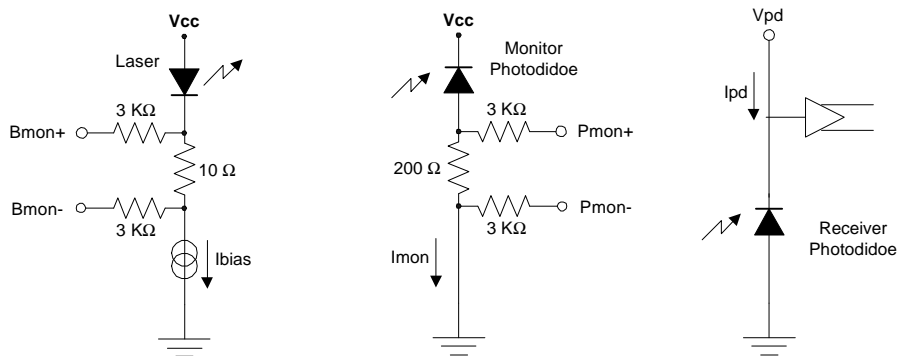 Vcc
Laser
3 KΩ
Bmon+
10 Ω
Bmon-
3 KΩ
Ibias
Vcc
Monitor
Photodidoe
3 KΩ
Pmon+
200 Ω
Pmon-
3 KΩ
Imon
Vpd
Ipd
Receiver
Photodidoe